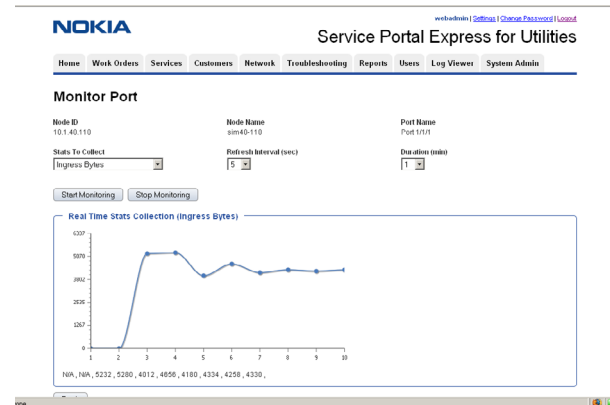 NOKIA
webadmin | Settings | Change Password | Logout
Service Portal Express for Utilities
Home Work Orders Services Customers Network Troubleshooting Reports Users Log Viewer System Admin
Monitor Port
Node ID Node Name Port Name
10.1.40.110 sim40-110 Port 1/1/1
Stats To Collect Refresh Interval (sec) Duration (min)
Ingress Bytes 5 1
Start Monitoring Stop Monitoring
Real Time Stats Collection (Ingress Bytes)
6337
5070
3802
2535
1267
0
1 2 3 4 5 6 7 8 9 10
N/A , N/A , 5232 , 5280 , 4012 , 4656 , 4180 , 4334 , 4258 , 4330 ,